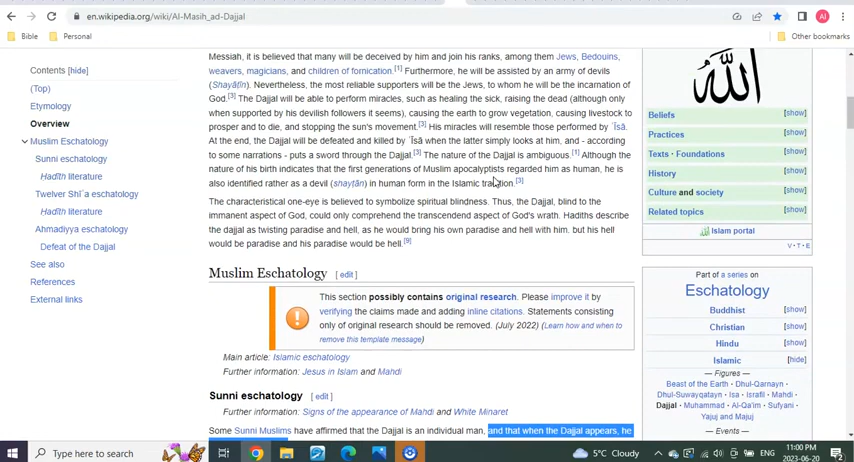 en.wikipedia.org/wiki/Al-Masih_ad-Dajjal
Al
Bible
Personal
Other bookmarks
Contents [hide]
(Top)
Etymology
Overview
Muslim Eschatology
Sunni eschatology
Hadīth literature
Twelver Shīʿa eschatology
Hadīth literature
Ahmadiyya eschatology
Defeat of the Dajjal
See also
References
External links
Messiah, it is believed that many will be deceived by him and join his ranks, among them Jews, Bedouins,
weavers, magicians, and children of fornication.[1] Furthermore, he will be assisted by an army of devils
(Shayāṭīn). Nevertheless, the most reliable supporters will be the Jews, to whom he will be the incarnation of
God.[3] The Dajjal will be able to perform miracles, such as healing the sick, raising the dead (although only
when supported by his devilish followers it seems), causing the earth to grow vegetation, causing livestock to
prosper and to die, and stopping the sun's movement.[3] His miracles will resemble those performed by ʿĪsā.
At the end, the Dajjal will be defeated and killed by ʿĪsā when the latter simply looks at him, and - according
to some narrations - puts a sword through the Dajjal.[3] The nature of the Dajjal is ambiguous.[1] Although the
nature of his birth indicates that the first generations of Muslim apocalyptists regarded him as human, he is
also identified rather as a devil (shayṭān) in human form in the Islamic tradition.[3]
The characteristical one-eye is believed to symbolize spiritual blindness. Thus, the Dajjal, blind to the
immanent aspect of God, could only comprehend the transcendend aspect of God's wrath. Hadiths describe
the dajjal as twisting paradise and hell, as he would bring his own paradise and hell with him. but his hell
would be paradise and his paradise would be hell.[9]
Muslim Eschatology [ edit ]
This section possibly contains original research. Please improve it by
verifying the claims made and adding inline citations. Statements consisting
only of original research should be removed. (July 2022) (Learn how and when to
remove this template message)
Main article: Islamic eschatology
Further information: Jesus in Islam and Mahdi
Sunni eschatology [ edit ]
Further information: Signs of the appearance of Mahdi and White Minaret
Some Sunni Muslims have affirmed that the Dajjal is an individual man, and that when the Dajjal appears, he
الله
Beliefs [show]
Practices [show]
Texts · Foundations [show]
History [show]
Culture and society [show]
Related topics [show]
Islam portal
V · T · E
Part of a series on
Eschatology
Buddhist [show]
Christian [show]
Hindu [show]
Islamic [hide]
— Figures —
Beast of the Earth · Dhul-Qarnayn ·
Dhul-Suwayqatayn · Isa · Israfil · Mahdi ·
Dajjal · Muhammad · Al-Qa'im · Sufyani ·
Yajuj and Majuj
— Events —
Type here to search
5°C Cloudy
ENG
11:00 PM
2023-06-20
2